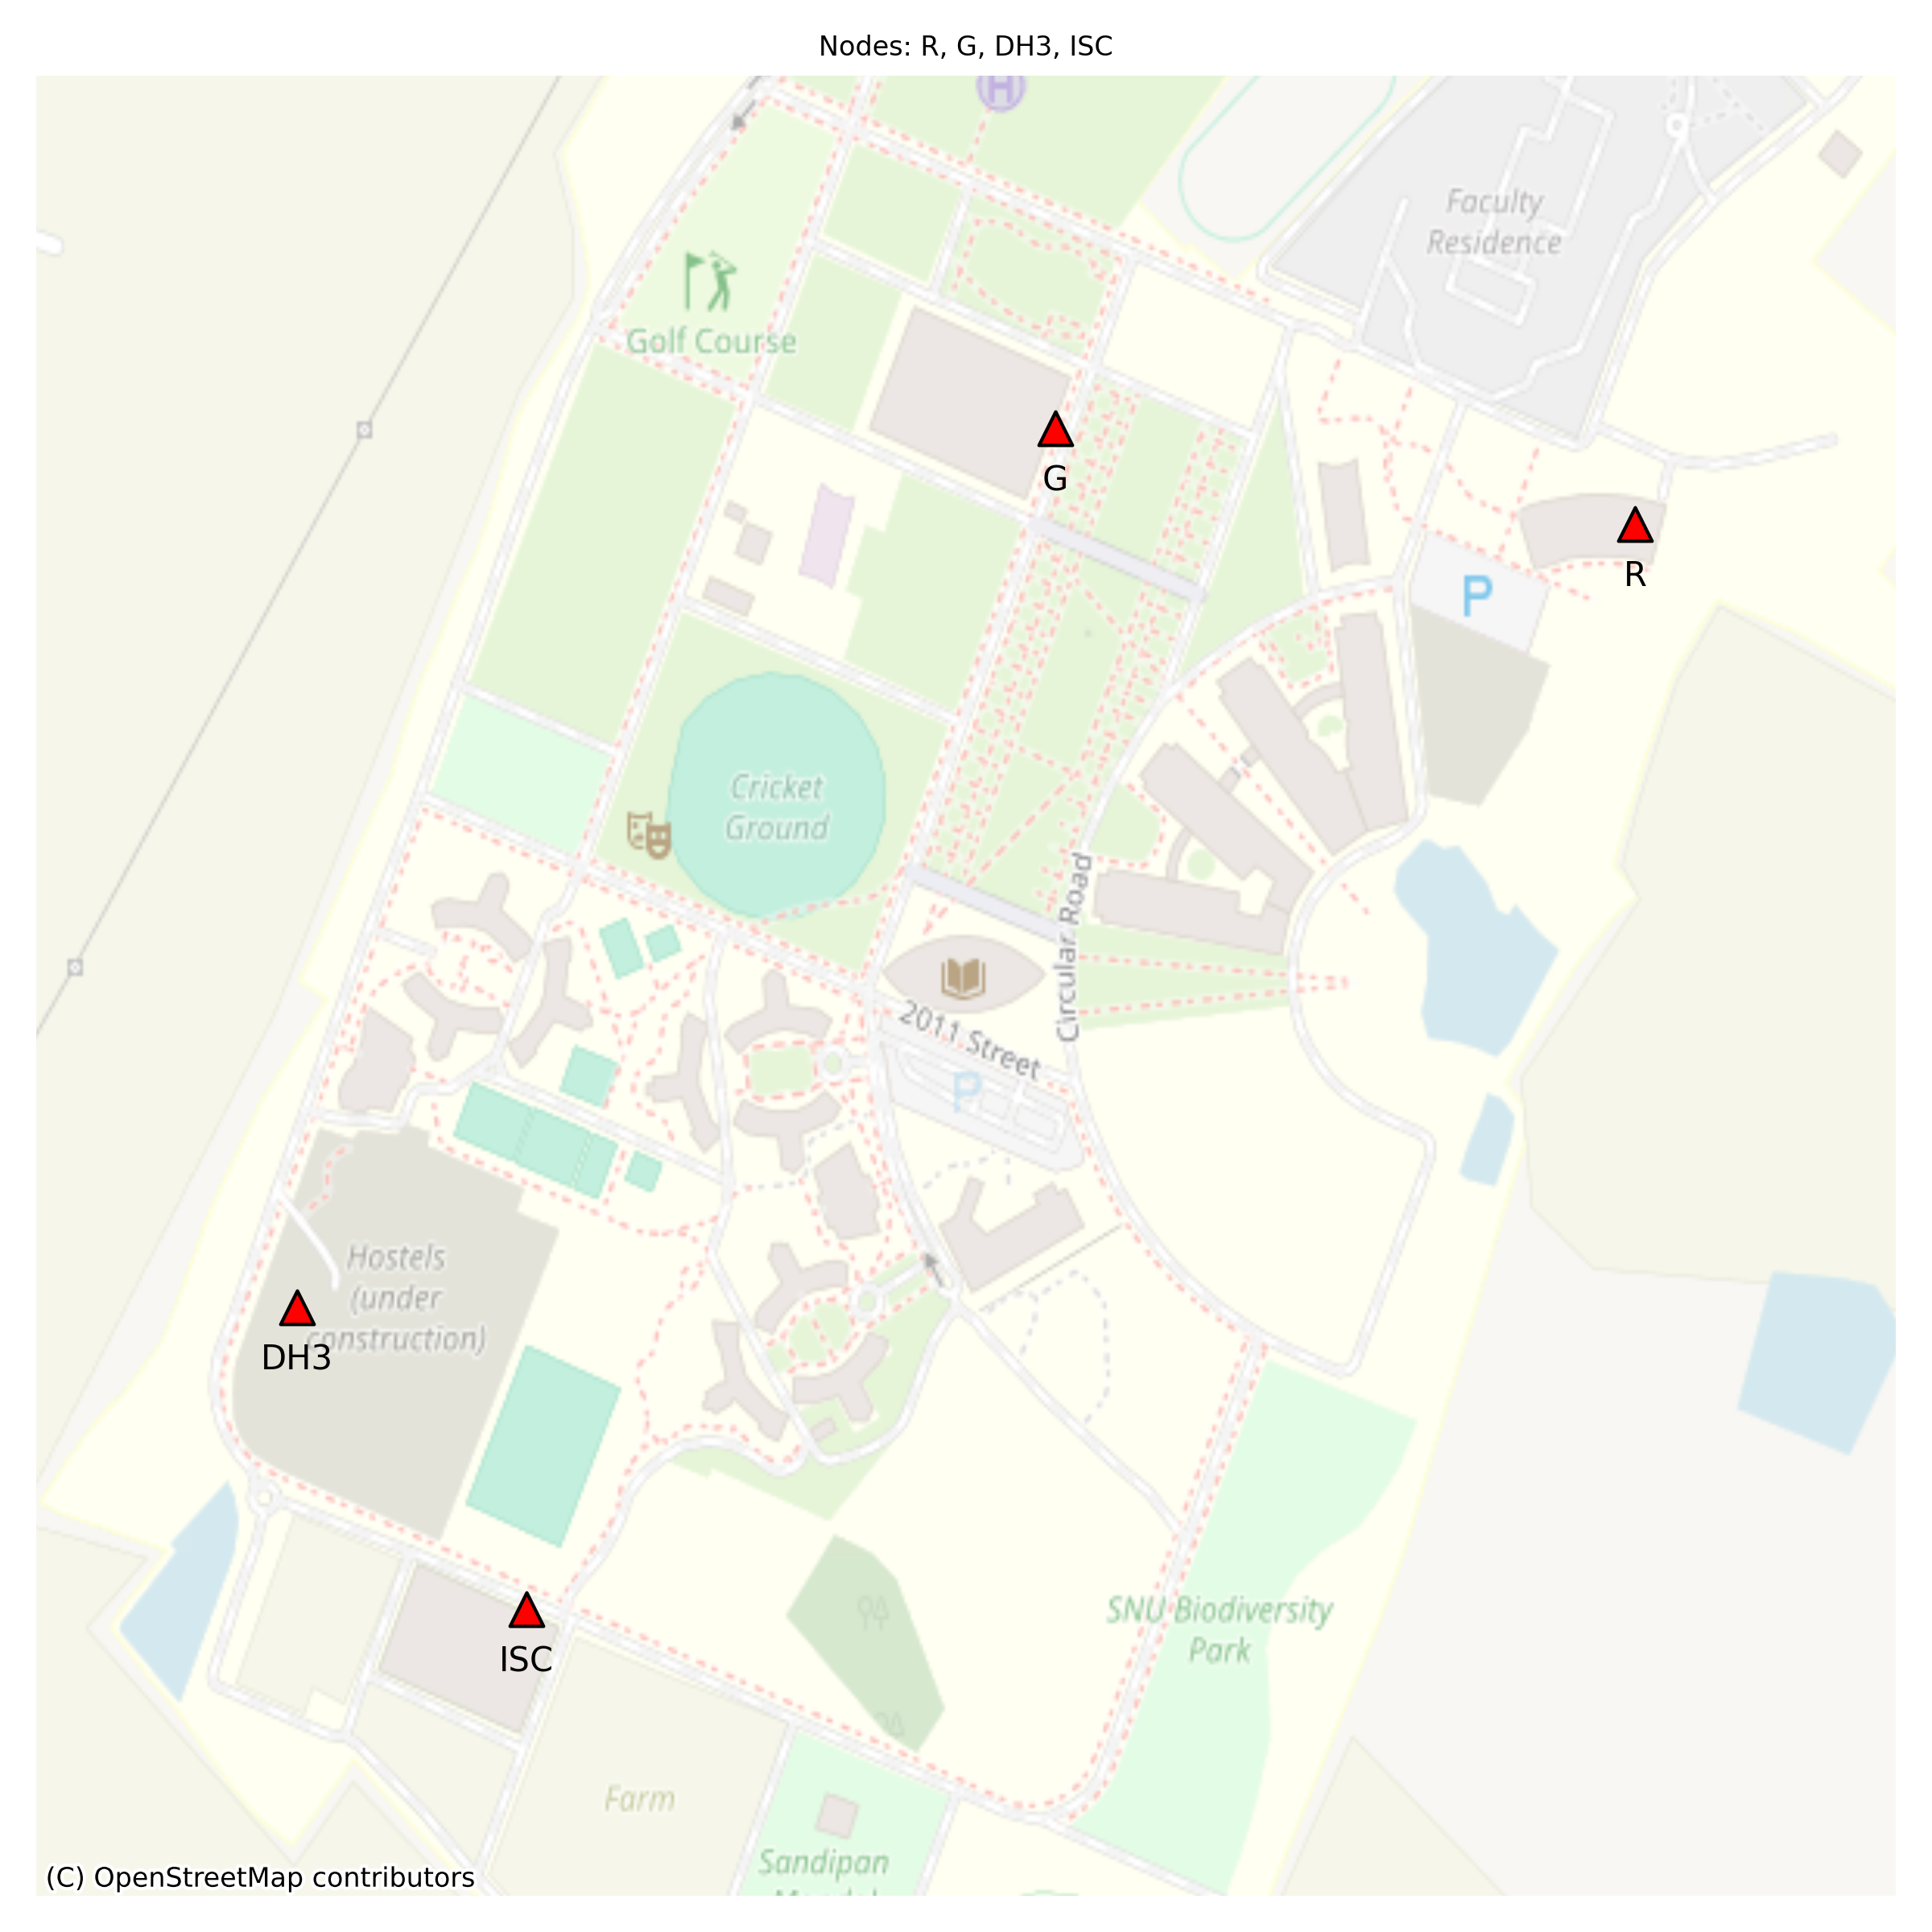 Nodes: R, G, DH3, ISC
H
Faculty
Residence
Golf Course
G
R
P
Cricket
Ground
Circular Road
2011 Street
P
Hostels
(under
construction)
DH3
ISC
SNU Biodiversity
Park
Farm
Sandipan
(C) OpenStreetMap contributors